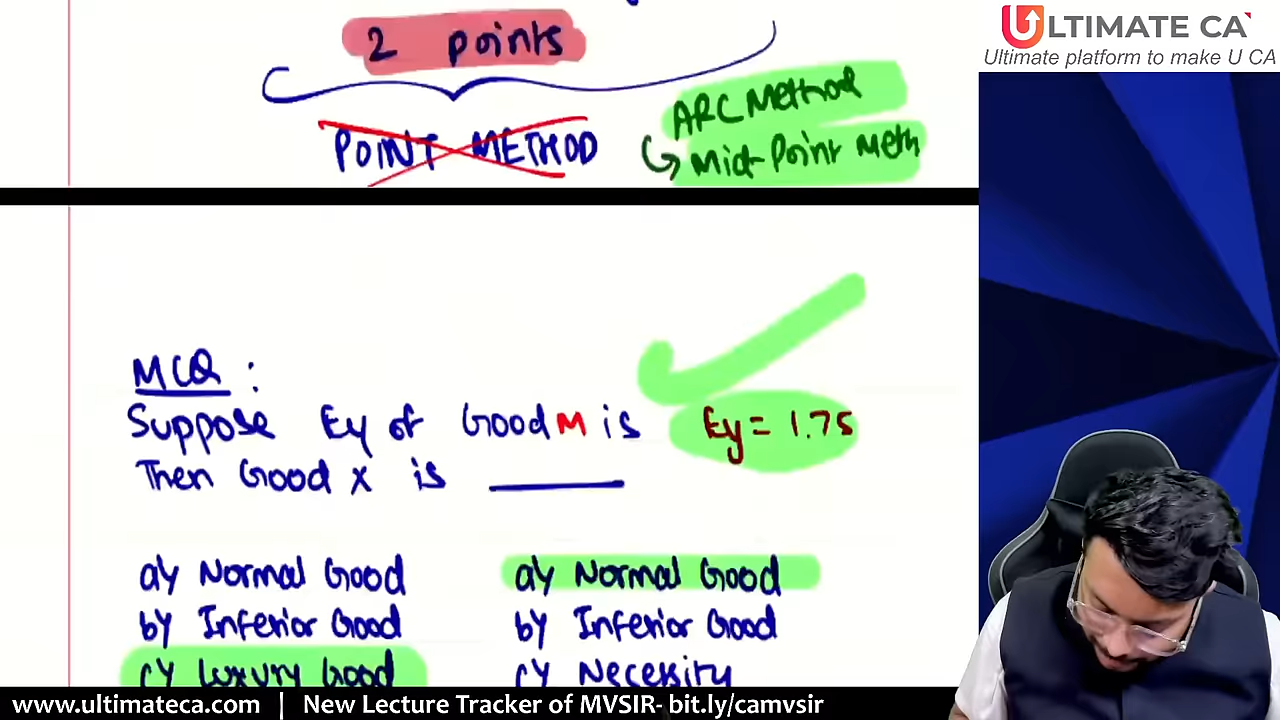 2 points
POINT METHOD
ARC Method
↳ Mid-Point Meth
MCQ :
Suppose Ey of Good M is Ey = 1.75
Then Good X is ______
a) Normal Good
b) Inferior Good
c) Luxury Good
a) Normal Good
b) Inferior Good
c) Necessity
ULTIMATE CA
Ultimate platform to make U CA
www.ultimateca.com | New Lecture Tracker of MVSIR- bit.ly/camvsir